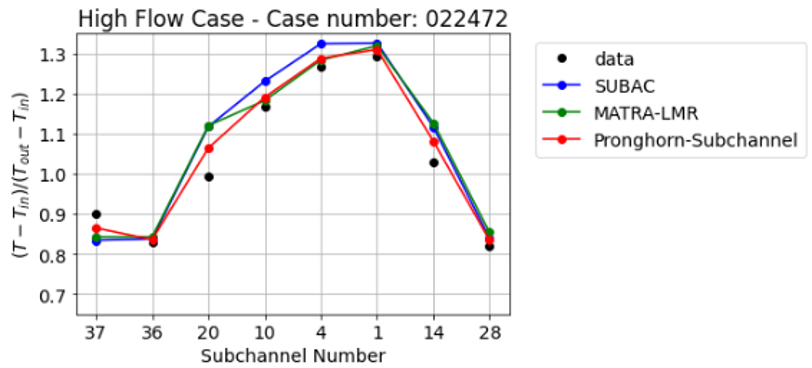 High Flow Case - Case number: 022472
(T − T_in)/(T_out − T_in)
1.3
1.2
1.1
1.0
0.9
0.8
0.7
37 36 20 10 4 1 14 28
Subchannel Number
data
SUBAC
MATRA-LMR
Pronghorn-Subchannel